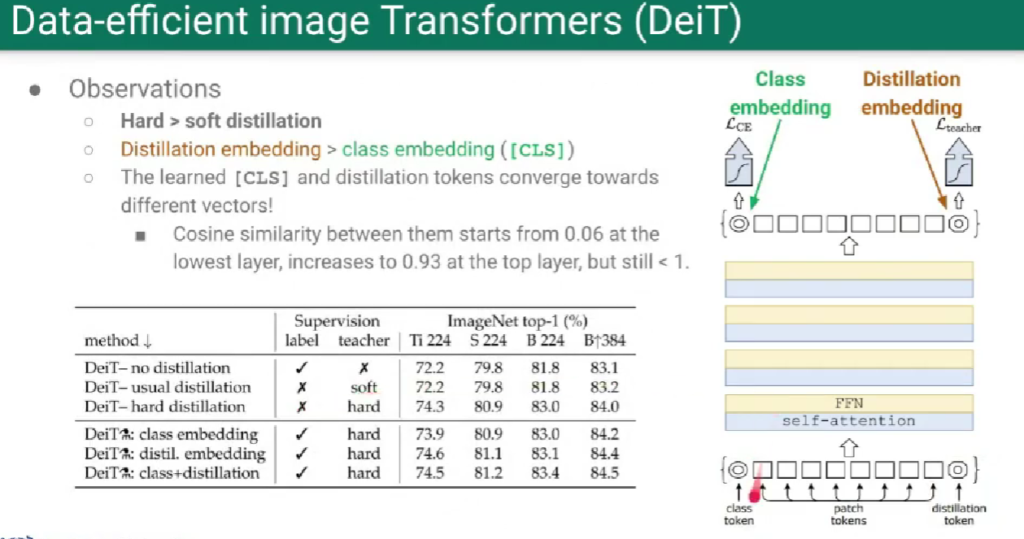 Data-efficient image Transformers (DeiT)
● Observations
○ Hard > soft distillation
○ Distillation embedding > class embedding ([CLS])
○ The learned [CLS] and distillation tokens converge towards
different vectors!
■ Cosine similarity between them starts from 0.06 at the
lowest layer, increases to 0.93 at the top layer, but still < 1.
Supervision ImageNet top-1 (%)
method ↓ label teacher Ti 224 S 224 B 224 B↑384
DeiT– no distillation ✓ ✗ 72.2 79.8 81.8 83.1
DeiT– usual distillation ✗ soft 72.2 79.8 81.8 83.2
DeiT– hard distillation ✗ hard 74.3 80.9 83.0 84.0
DeiT⚗: class embedding ✓ hard 73.9 80.9 83.0 84.2
DeiT⚗: distil. embedding ✓ hard 74.6 81.1 83.1 84.4
DeiT⚗: class+distillation ✓ hard 74.5 81.2 83.4 84.5
Class Distillation
embedding embedding
ℒCE ℒteacher
FFN
self-attention
class patch distillation
token tokens token